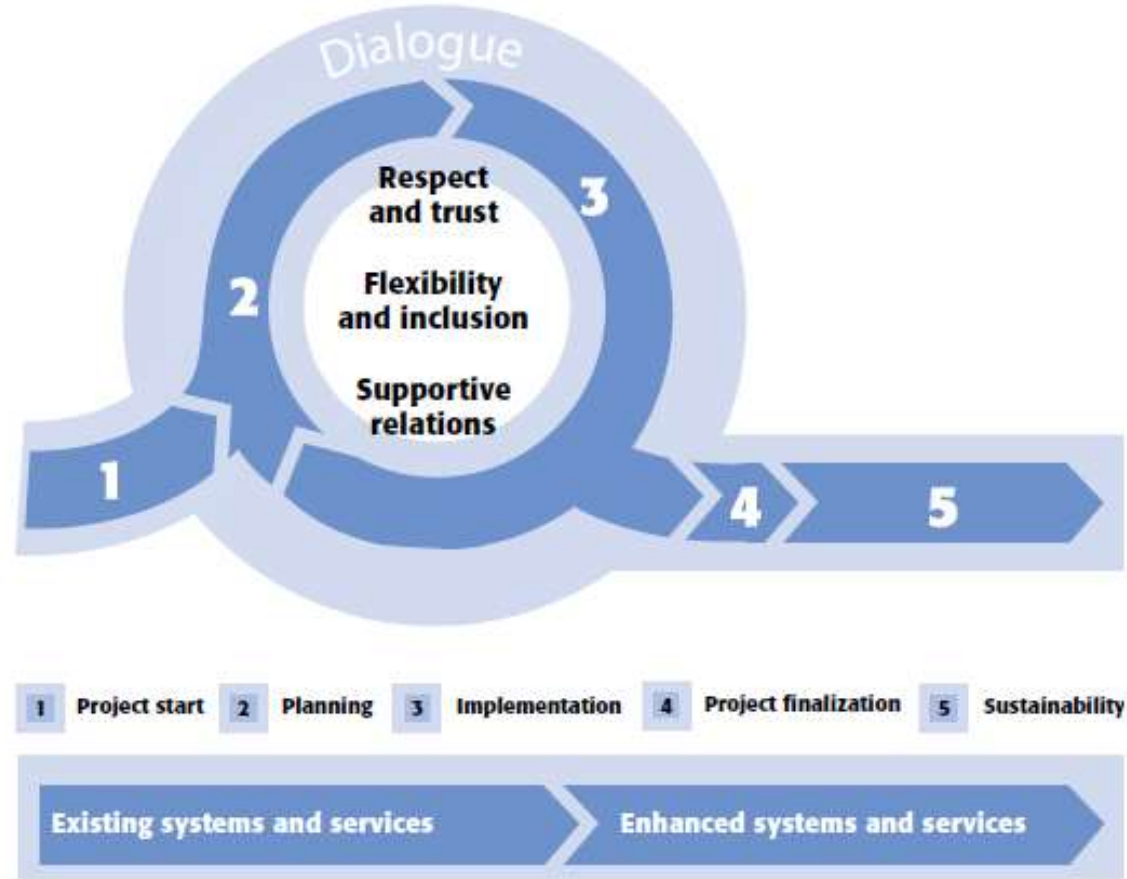 Dialogue
Respect
and trust
3
2
Flexibility
and inclusion
Supportive
relations
1
4
5
1 Project start 2 Planning 3 Implementation 4 Project finalization 5 Sustainability
Existing systems and services Enhanced systems and services